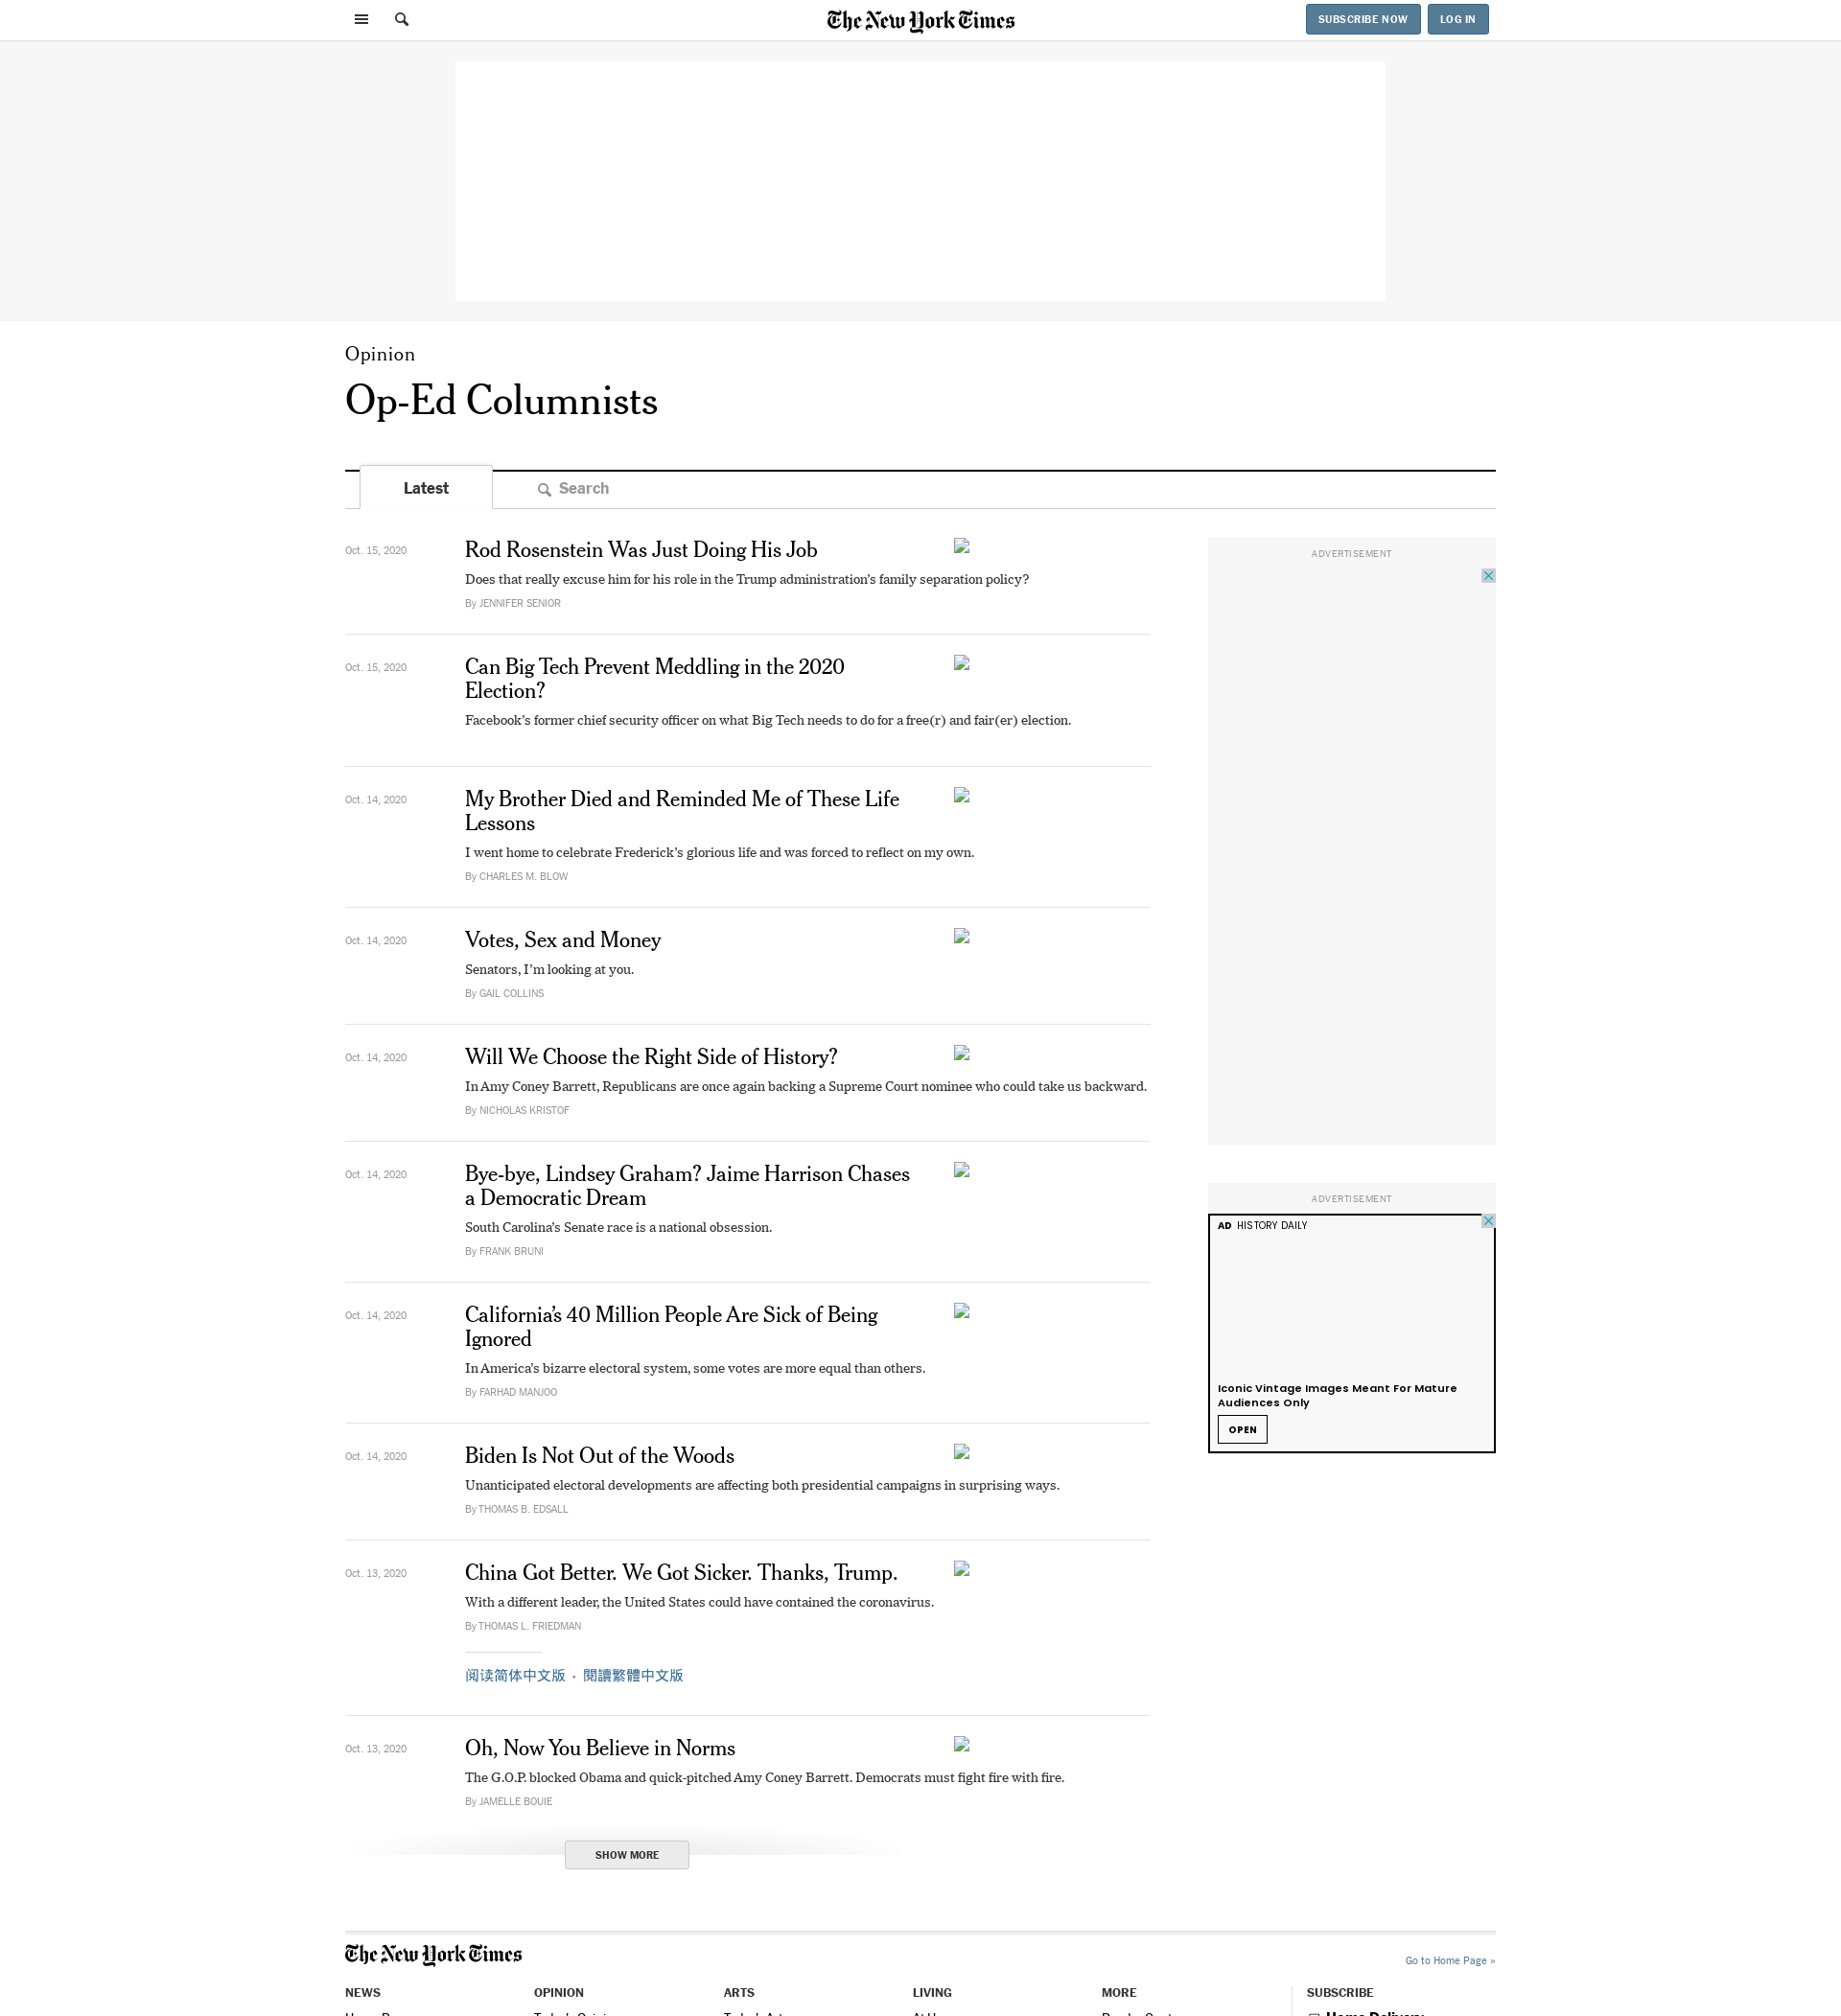 The New York Times
SUBSCRIBE NOW
LOG IN
Opinion
Op-Ed Columnists
Latest
Search
Oct. 15, 2020
Rod Rosenstein Was Just Doing His Job
Does that really excuse him for his role in the Trump administration’s family separation policy?
By JENNIFER SENIOR
Oct. 15, 2020
Can Big Tech Prevent Meddling in the 2020
Election?
Facebook’s former chief security officer on what Big Tech needs to do for a free(r) and fair(er) election.
Oct. 14, 2020
My Brother Died and Reminded Me of These Life
Lessons
I went home to celebrate Frederick’s glorious life and was forced to reflect on my own.
By CHARLES M. BLOW
Oct. 14, 2020
Votes, Sex and Money
Senators, I’m looking at you.
By GAIL COLLINS
Oct. 14, 2020
Will We Choose the Right Side of History?
In Amy Coney Barrett, Republicans are once again backing a Supreme Court nominee who could take us backward.
By NICHOLAS KRISTOF
Oct. 14, 2020
Bye-bye, Lindsey Graham? Jaime Harrison Chases
a Democratic Dream
South Carolina’s Senate race is a national obsession.
By FRANK BRUNI
Oct. 14, 2020
California’s 40 Million People Are Sick of Being
Ignored
In America’s bizarre electoral system, some votes are more equal than others.
By FARHAD MANJOO
Oct. 14, 2020
Biden Is Not Out of the Woods
Unanticipated electoral developments are affecting both presidential campaigns in surprising ways.
By THOMAS B. EDSALL
Oct. 13, 2020
China Got Better. We Got Sicker. Thanks, Trump.
With a different leader, the United States could have contained the coronavirus.
By THOMAS L. FRIEDMAN
阅读简体中文版 • 閱讀繁體中文版
Oct. 13, 2020
Oh, Now You Believe in Norms
The G.O.P. blocked Obama and quick-pitched Amy Coney Barrett. Democrats must fight fire with fire.
By JAMELLE BOUIE
SHOW MORE
ADVERTISEMENT
ADVERTISEMENT
AD HISTORY DAILY
Iconic Vintage Images Meant For Mature
Audiences Only
OPEN
The New York Times
Go to Home Page »
NEWS
OPINION
ARTS
LIVING
MORE
SUBSCRIBE
Home Delivery